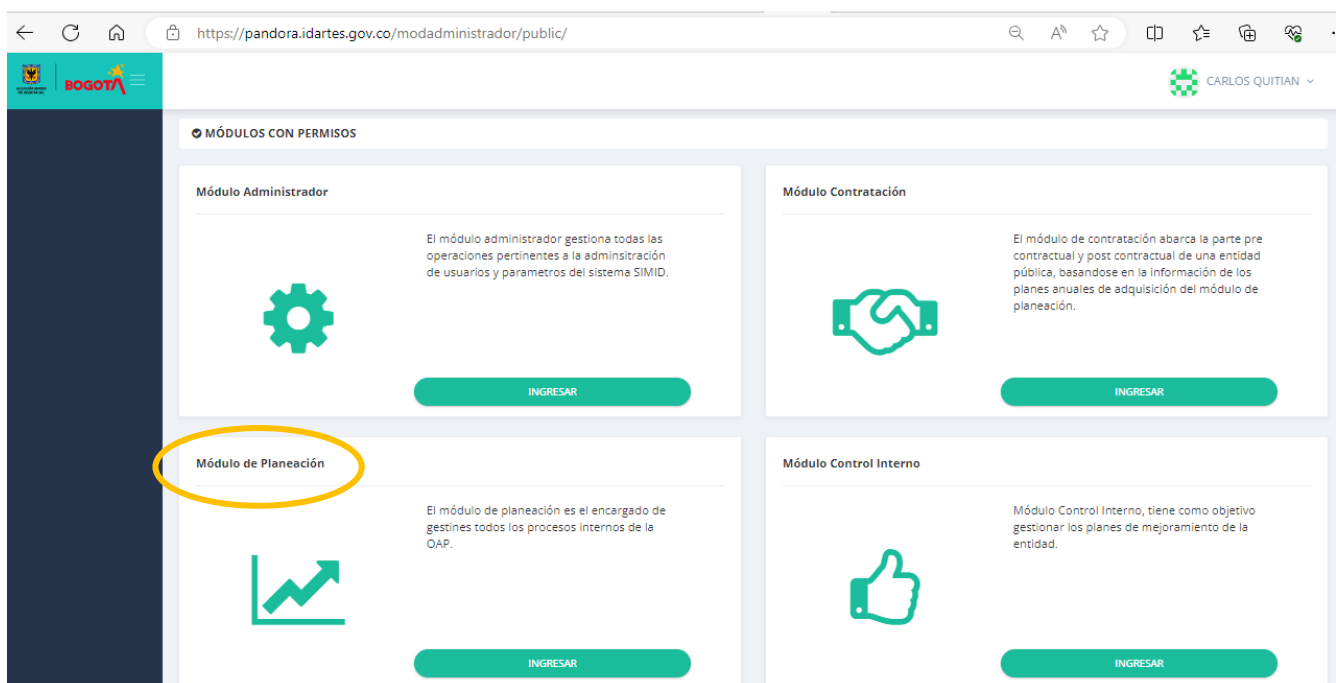 https://pandora.idartes.gov.co/modadministrador/public/
BOGOTÁ
CARLOS QUITIAN
MÓDULOS CON PERMISOS
Módulo Administrador
El módulo administrador gestiona todas las
operaciones pertinentes a la adminsitración
de usuarios y parametros del sistema SIMID.
INGRESAR
Módulo Contratación
El módulo de contratación abarca la parte pre
contractual y post contractual de una entidad
pública, basandose en la información de los
planes anuales de adquisición del módulo de
planeación.
INGRESAR
Módulo de Planeación
El módulo de planeación es el encargado de
gestines todos los procesos internos de la
OAP.
INGRESAR
Módulo Control Interno
Módulo Control Interno, tiene como objetivo
gestionar los planes de mejoramiento de la
entidad.
INGRESAR